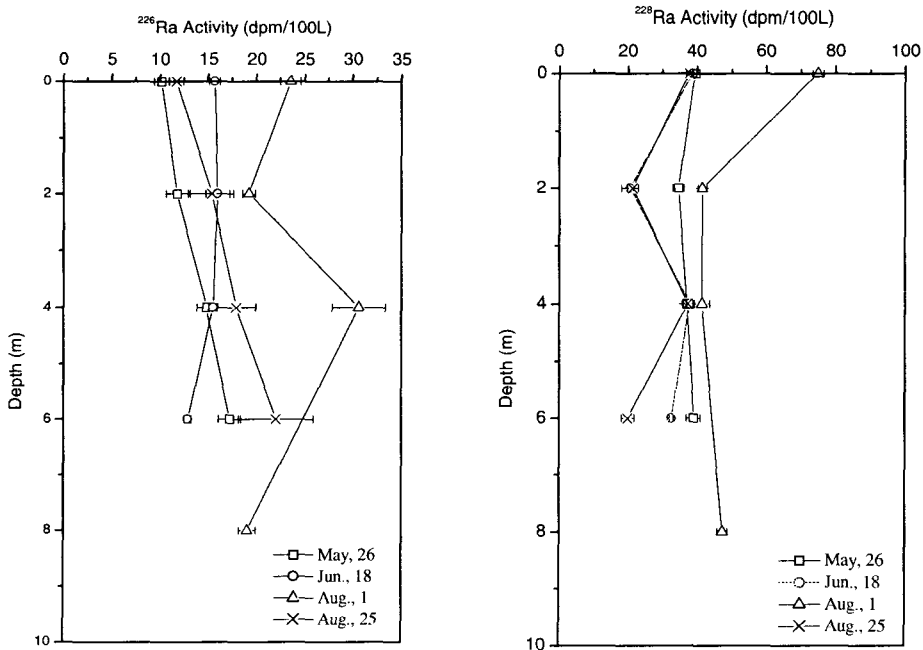 ²²⁶Ra Activity (dpm/100L)
0 5 10 15 20 25 30 35
0
2
4
6
8
10
Depth (m)
May, 26
Jun., 18
Aug., 1
Aug., 25
²²⁸Ra Activity (dpm/100L)
0 20 40 60 80 100
0
2
4
6
8
10
Depth (m)
May, 26
Jun., 18
Aug., 1
Aug., 25